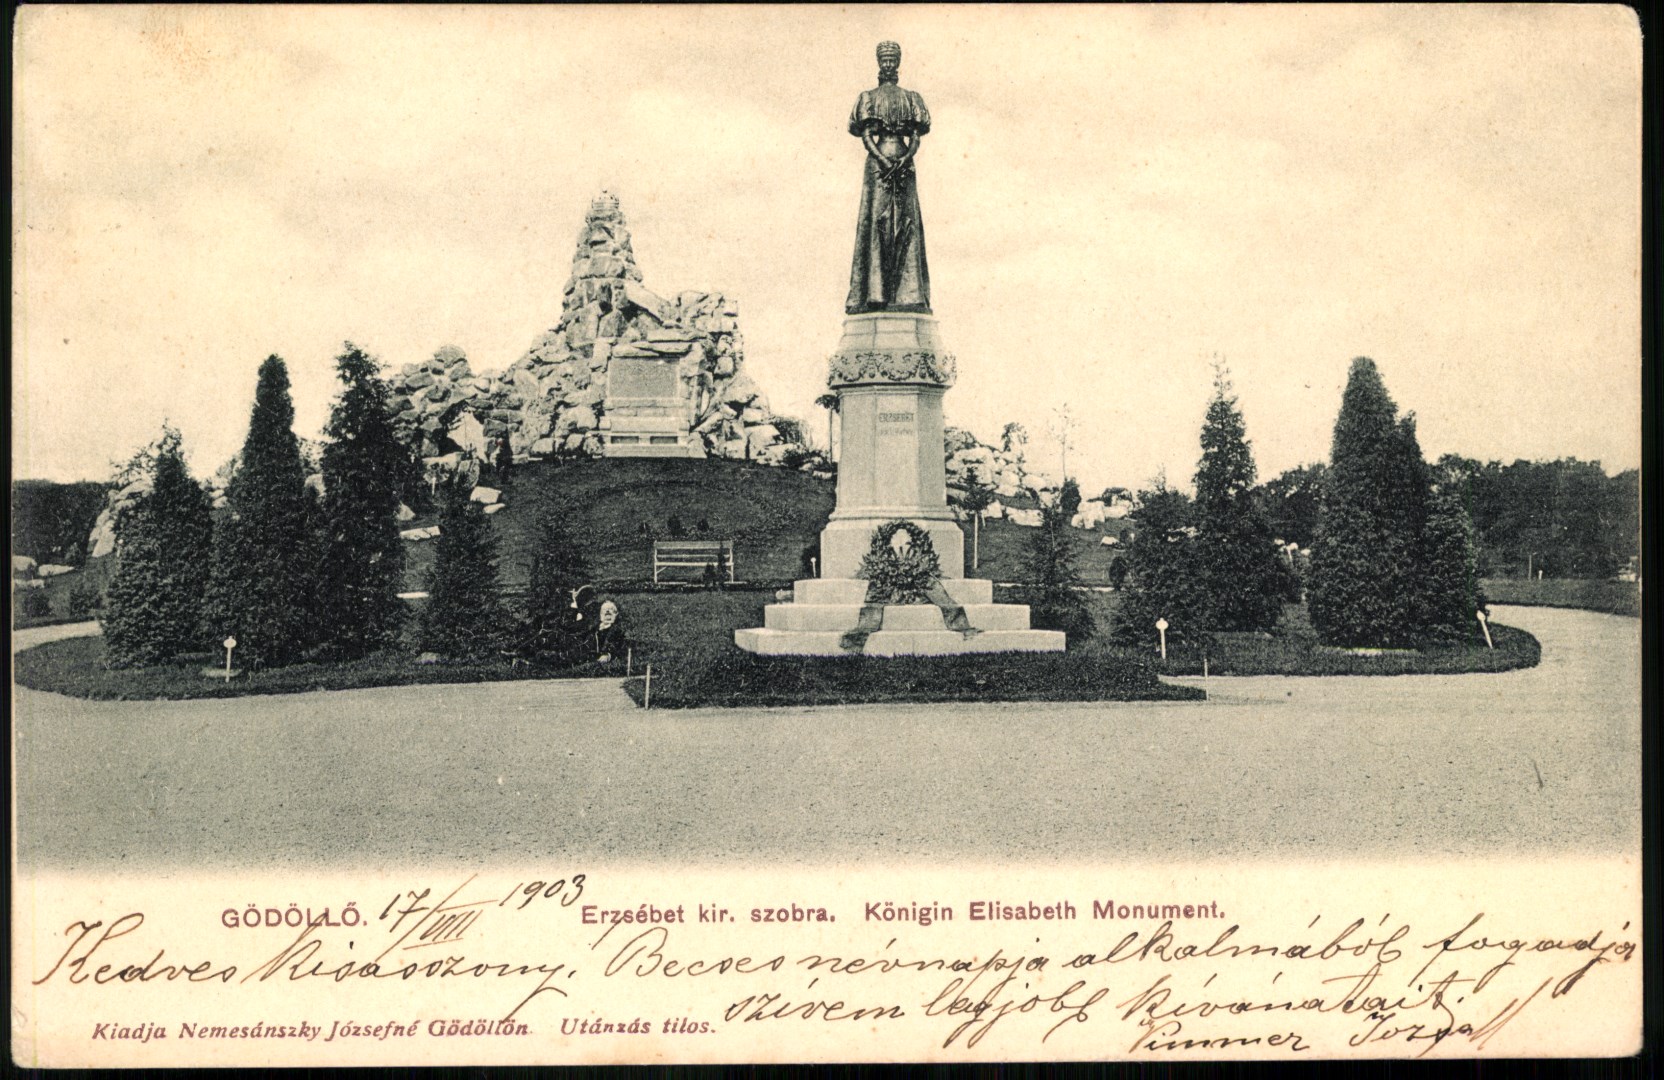 ERZSÉBET
GÖDÖLLŐ. 17/VIII 1903 Erzsébet kir. szobra. Königin Elisabeth Monument.
Kedves Kisasszony! Becses névnapja alkalmából fogadja
szívem legjobb kívánatait.
Kiadja Nemesánszky Józsefné Gödöllőn. Utánzás tilos.
Vimmer